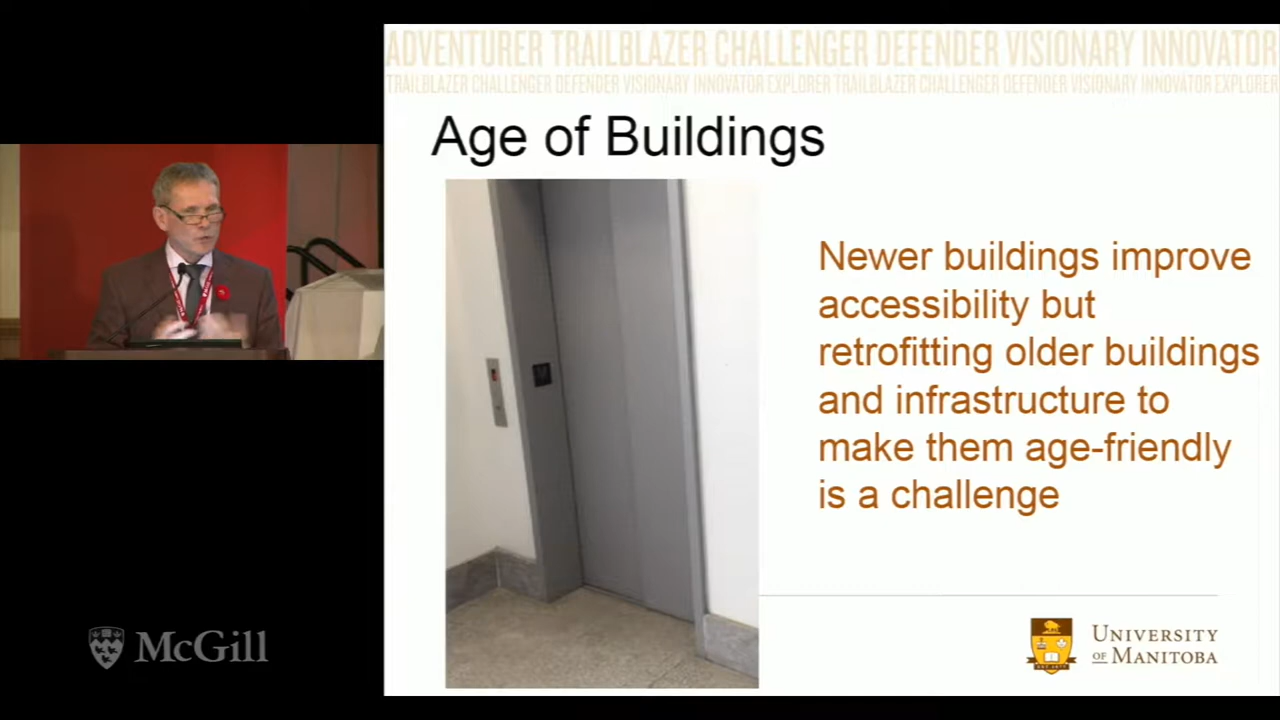 ADVENTURER TRAILBLAZER CHALLENGER DEFENDER VISIONARY INNOVATOR
TRAILBLAZER CHALLENGER DEFENDER VISIONARY INNOVATOR EXPLORER TRAILBLAZER CHALLENGER DEFENDER VISIONARY INNOVATOR EXPLORER
Age of Buildings
Newer buildings improve
accessibility but
retrofitting older buildings
and infrastructure to
make them age-friendly
is a challenge
McGill
UNIVERSITY
OF MANITOBA